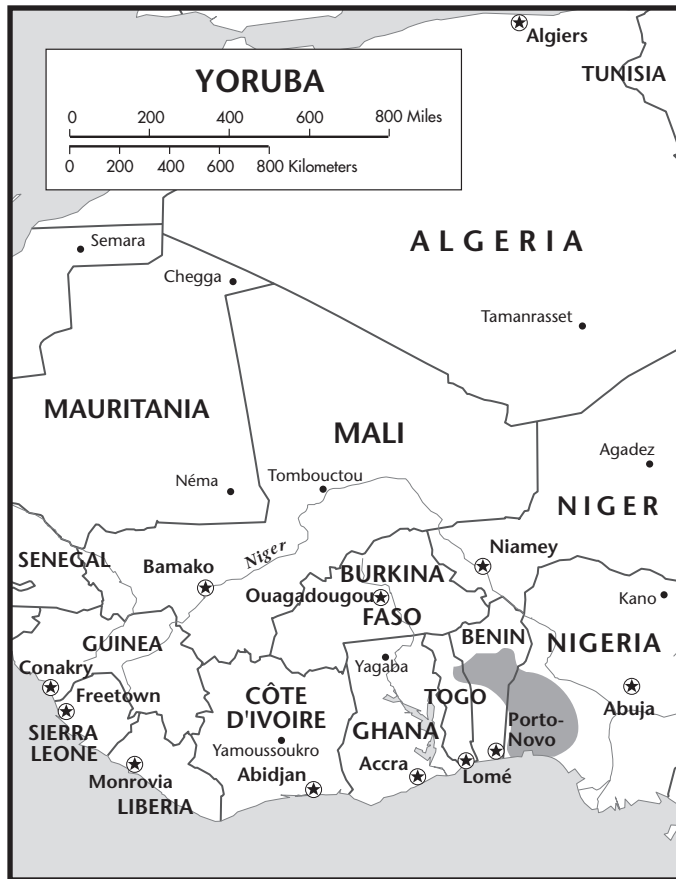 Algiers
TUNISIA
YORUBA
0 200 400 600 800 Miles
0 200 400 600 800 Kilometers
Semara
ALGERIA
Chegga
Tamanrasset
MAURITANIA
MALI
Agadez
Néma
Tombouctou
NIGER
Niger
Niamey
SENEGAL
Bamako
BURKINA
Ouagadougou
FASO
Kano
GUINEA
BENIN
NIGERIA
Yagaba
Conakry
Freetown
CÔTE
D'IVOIRE
TOGO
Abuja
SIERRA
LEONE
GHANA
Porto-
Novo
Yamoussoukro
Monrovia
Abidjan
Accra
Lomé
LIBERIA